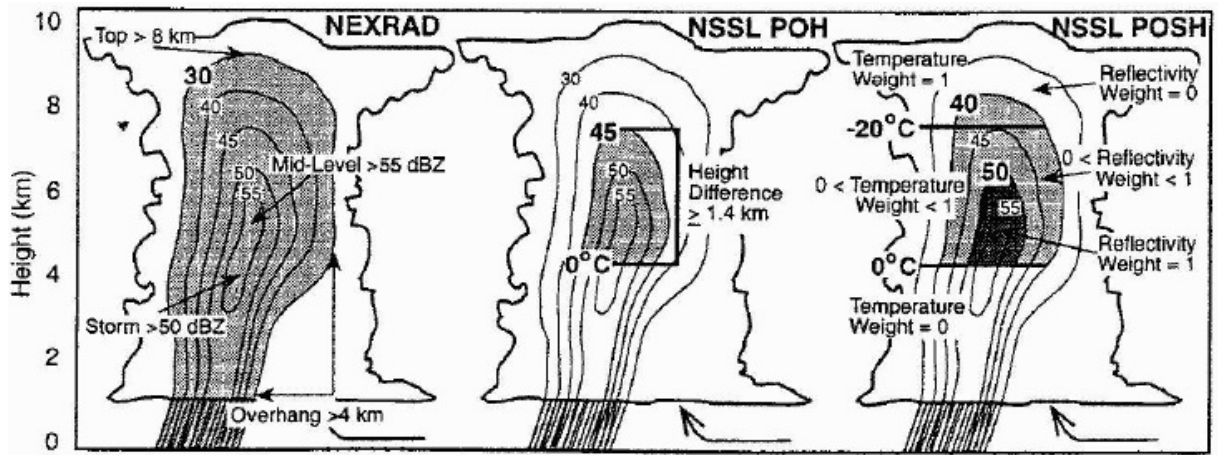 10
8
6
4
2
0
Height (km)
NEXRAD
Top > 8 km
30
40
45
Mid-Level >55 dBZ
50
55
Storm >50 dBZ
Overhang >4 km
NSSL POH
30
40
45
50
55
Height
Difference
≥ 1.4 km
0°C
NSSL POSH
Temperature
Weight = 1
Reflectivity
Weight = 0
40
-20°C
45
0 < Reflectivity
Weight < 1
50
0 < Temperature
Weight < 1
55
Reflectivity
Weight = 1
0°C
Temperature
Weight = 0